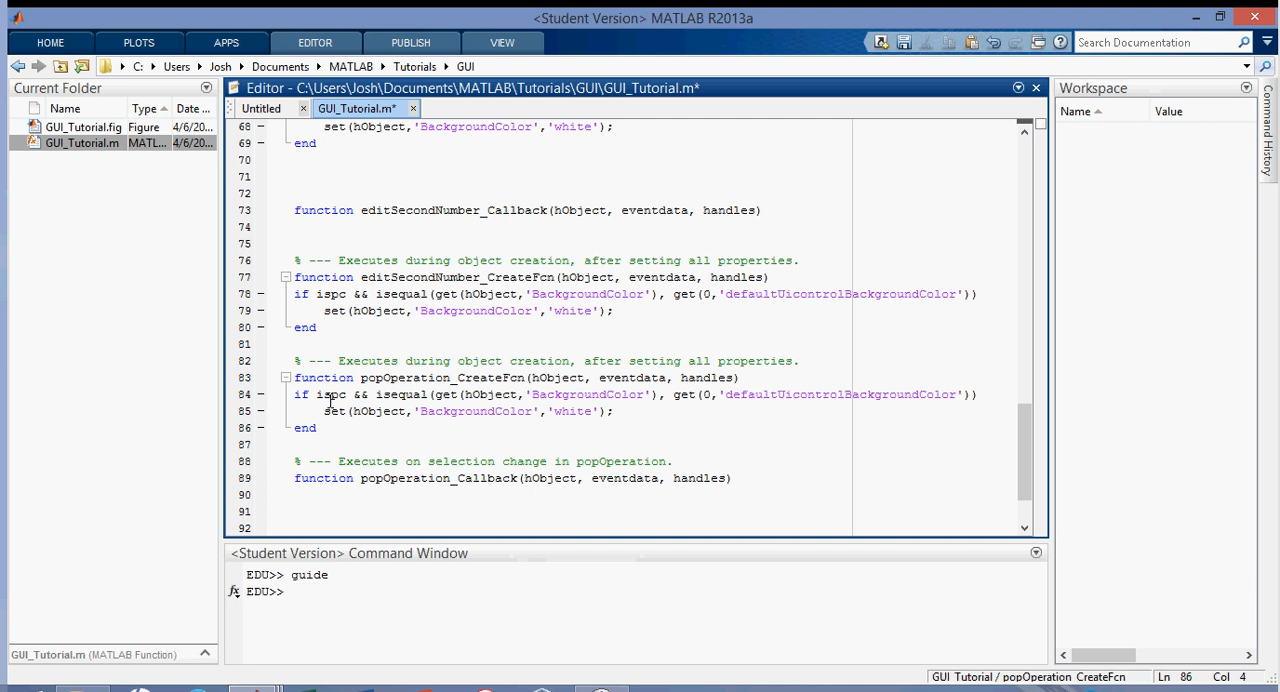 <Student Version> MATLAB R2013a
HOME PLOTS APPS EDITOR PUBLISH VIEW Search Documentation
C: Users Josh Documents MATLAB Tutorials GUI
Current Folder
Name Type Date ...
GUI_Tutorial.fig Figure 4/6/20...
GUI_Tutorial.m MATL... 4/6/20...
GUI_Tutorial.m (MATLAB Function)
Editor - C:\Users\Josh\Documents\MATLAB\Tutorials\GUI\GUI_Tutorial.m*
Untitled GUI_Tutorial.m*
68 - set(hObject,'BackgroundColor','white');
69 - end
70
71
72
73 function editSecondNumber_Callback(hObject, eventdata, handles)
74
75
76 % --- Executes during object creation, after setting all properties.
77 function editSecondNumber_CreateFcn(hObject, eventdata, handles)
78 - if ispc && isequal(get(hObject,'BackgroundColor'), get(0,'defaultUicontrolBackgroundColor'))
79 - set(hObject,'BackgroundColor','white');
80 - end
81
82 % --- Executes during object creation, after setting all properties.
83 function popOperation_CreateFcn(hObject, eventdata, handles)
84 - if ispc && isequal(get(hObject,'BackgroundColor'), get(0,'defaultUicontrolBackgroundColor'))
85 - set(hObject,'BackgroundColor','white');
86 - end
87
88 % --- Executes on selection change in popOperation.
89 function popOperation_Callback(hObject, eventdata, handles)
90
91
92
<Student Version> Command Window
EDU>> guide
fx EDU>>
Workspace
Name Value
Command History
GUI_Tutorial / popOperation_CreateFcn Ln 86 Col 4